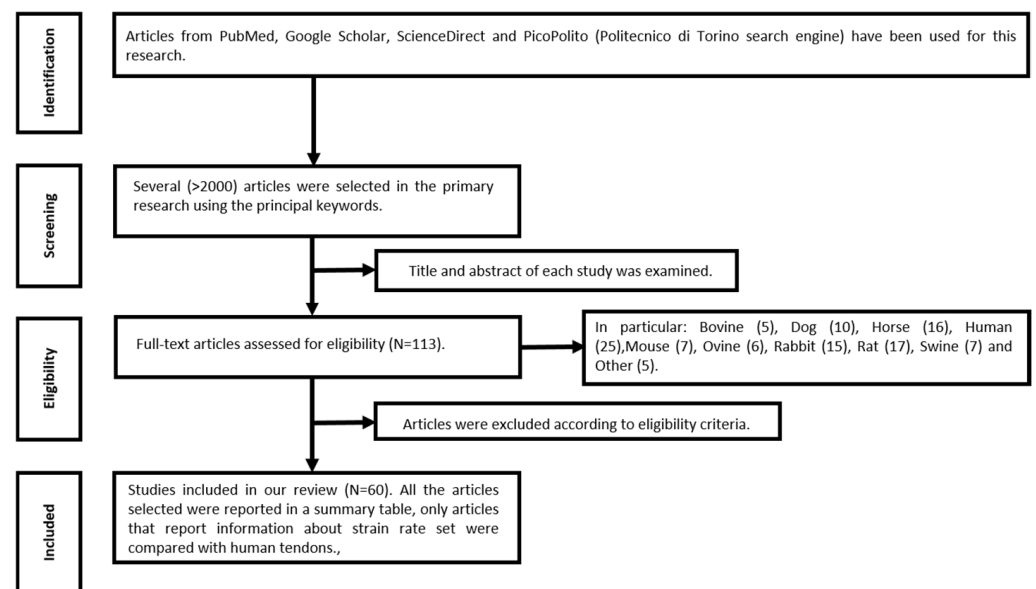 Identification
Articles from PubMed, Google Scholar, ScienceDirect and PicoPolito (Politecnico di Torino search engine) have been used for this
research.
Screening
Several (>2000) articles were selected in the primary
research using the principal keywords.
Title and abstract of each study was examined.
Eligibility
Full-text articles assessed for eligibility (N=113).
In particular: Bovine (5), Dog (10), Horse (16), Human
(25),Mouse (7), Ovine (6), Rabbit (15), Rat (17), Swine (7) and
Other (5).
Articles were excluded according to eligibility criteria.
Included
Studies included in our review (N=60). All the articles
selected were reported in a summary table, only articles
that report information about strain rate set were
compared with human tendons.,